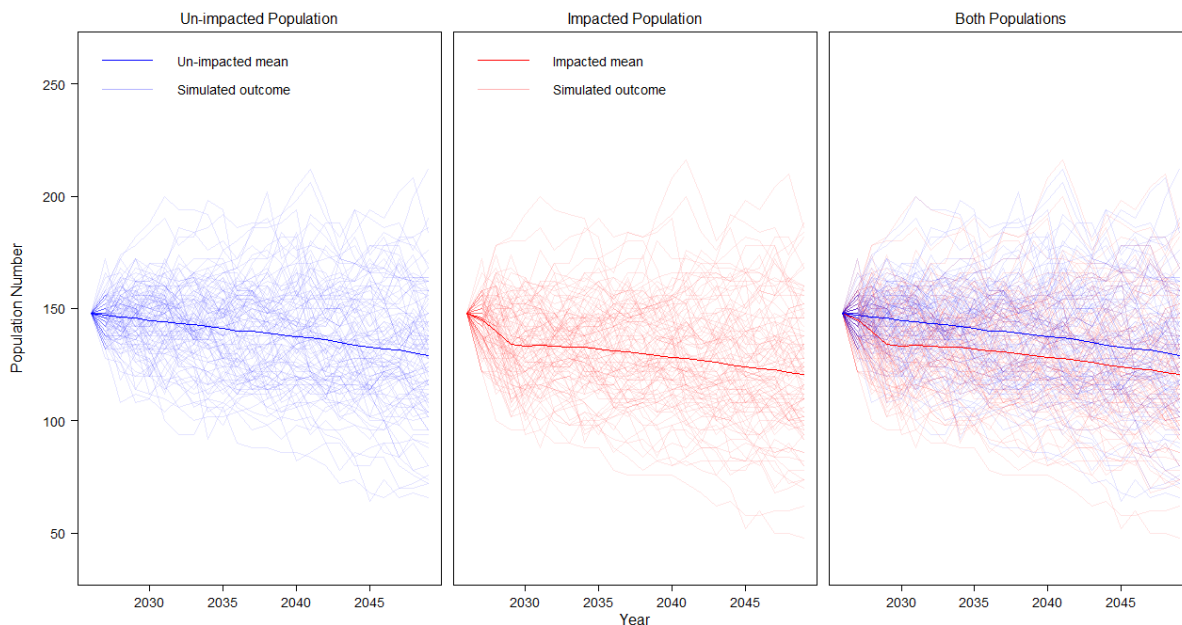 Un-impacted Population
Impacted Population
Both Populations
Un-impacted mean
Simulated outcome
Impacted mean
Simulated outcome
Population Number
250
200
150
100
50
2030 2035 2040 2045
2030 2035 2040 2045
2030 2035 2040 2045
Year